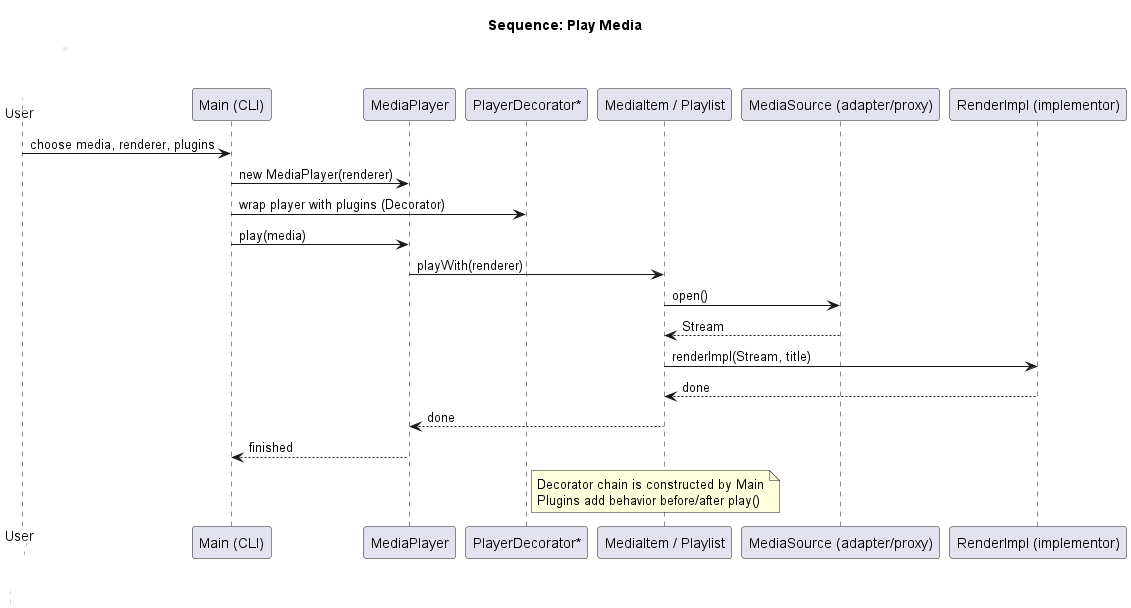 Sequence: Play Media
User
Main (CLI)
MediaPlayer
PlayerDecorator*
MediaItem / Playlist
MediaSource (adapter/proxy)
RenderImpl (implementor)
choose media, renderer, plugins
new MediaPlayer(renderer)
wrap player with plugins (Decorator)
play(media)
playWith(renderer)
open()
Stream
renderImpl(Stream, title)
done
done
finished
Decorator chain is constructed by Main
Plugins add behavior before/after play()
User
Main (CLI)
MediaPlayer
PlayerDecorator*
MediaItem / Playlist
MediaSource (adapter/proxy)
RenderImpl (implementor)